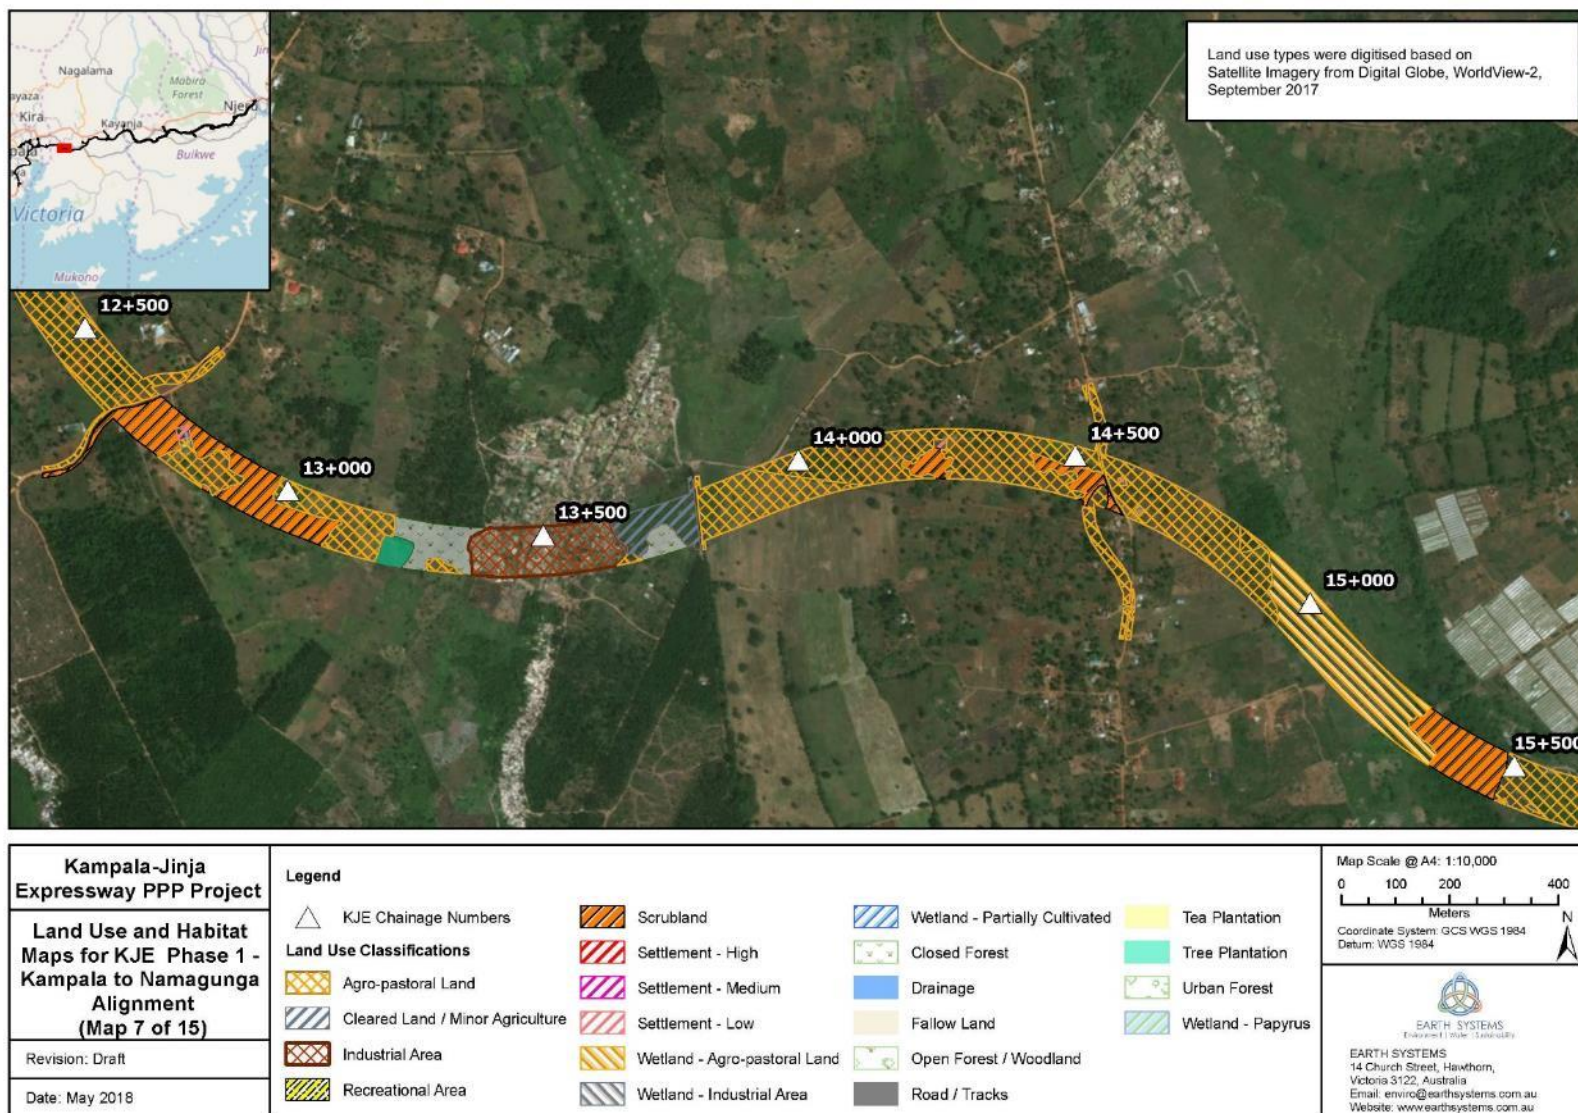 Land use types were digitised based on
Satellite Imagery from Digital Globe, WorldView-2,
September 2017
Nagalama
Mabira
Forest
Kira
Kayanja
Njeru
Buikwe
Victoria
Mukono
12+500
13+000
13+500
14+000
14+500
15+000
15+500
Kampala-Jinja
Expressway PPP Project
Land Use and Habitat
Maps for KJE Phase 1 -
Kampala to Namagunga
Alignment
(Map 7 of 15)
Revision: Draft
Date: May 2018
Legend
KJE Chainage Numbers
Land Use Classifications
Agro-pastoral Land
Cleared Land / Minor Agriculture
Industrial Area
Recreational Area
Scrubland
Settlement - High
Settlement - Medium
Settlement - Low
Wetland - Agro-pastoral Land
Wetland - Industrial Area
Wetland - Partially Cultivated
Closed Forest
Drainage
Fallow Land
Open Forest / Woodland
Road / Tracks
Tea Plantation
Tree Plantation
Urban Forest
Wetland - Papyrus
Map Scale @ A4: 1:10,000
0 100 200 400
Meters
N
Coordinate System: GCS WGS 1984
Datum: WGS 1984
EARTH SYSTEMS
Environment | Water | Sustainability
EARTH SYSTEMS
14 Church Street, Hawthorn,
Victoria 3122, Australia
Email: enviro@earthsystems.com.au
Website: www.earthsystems.com.au